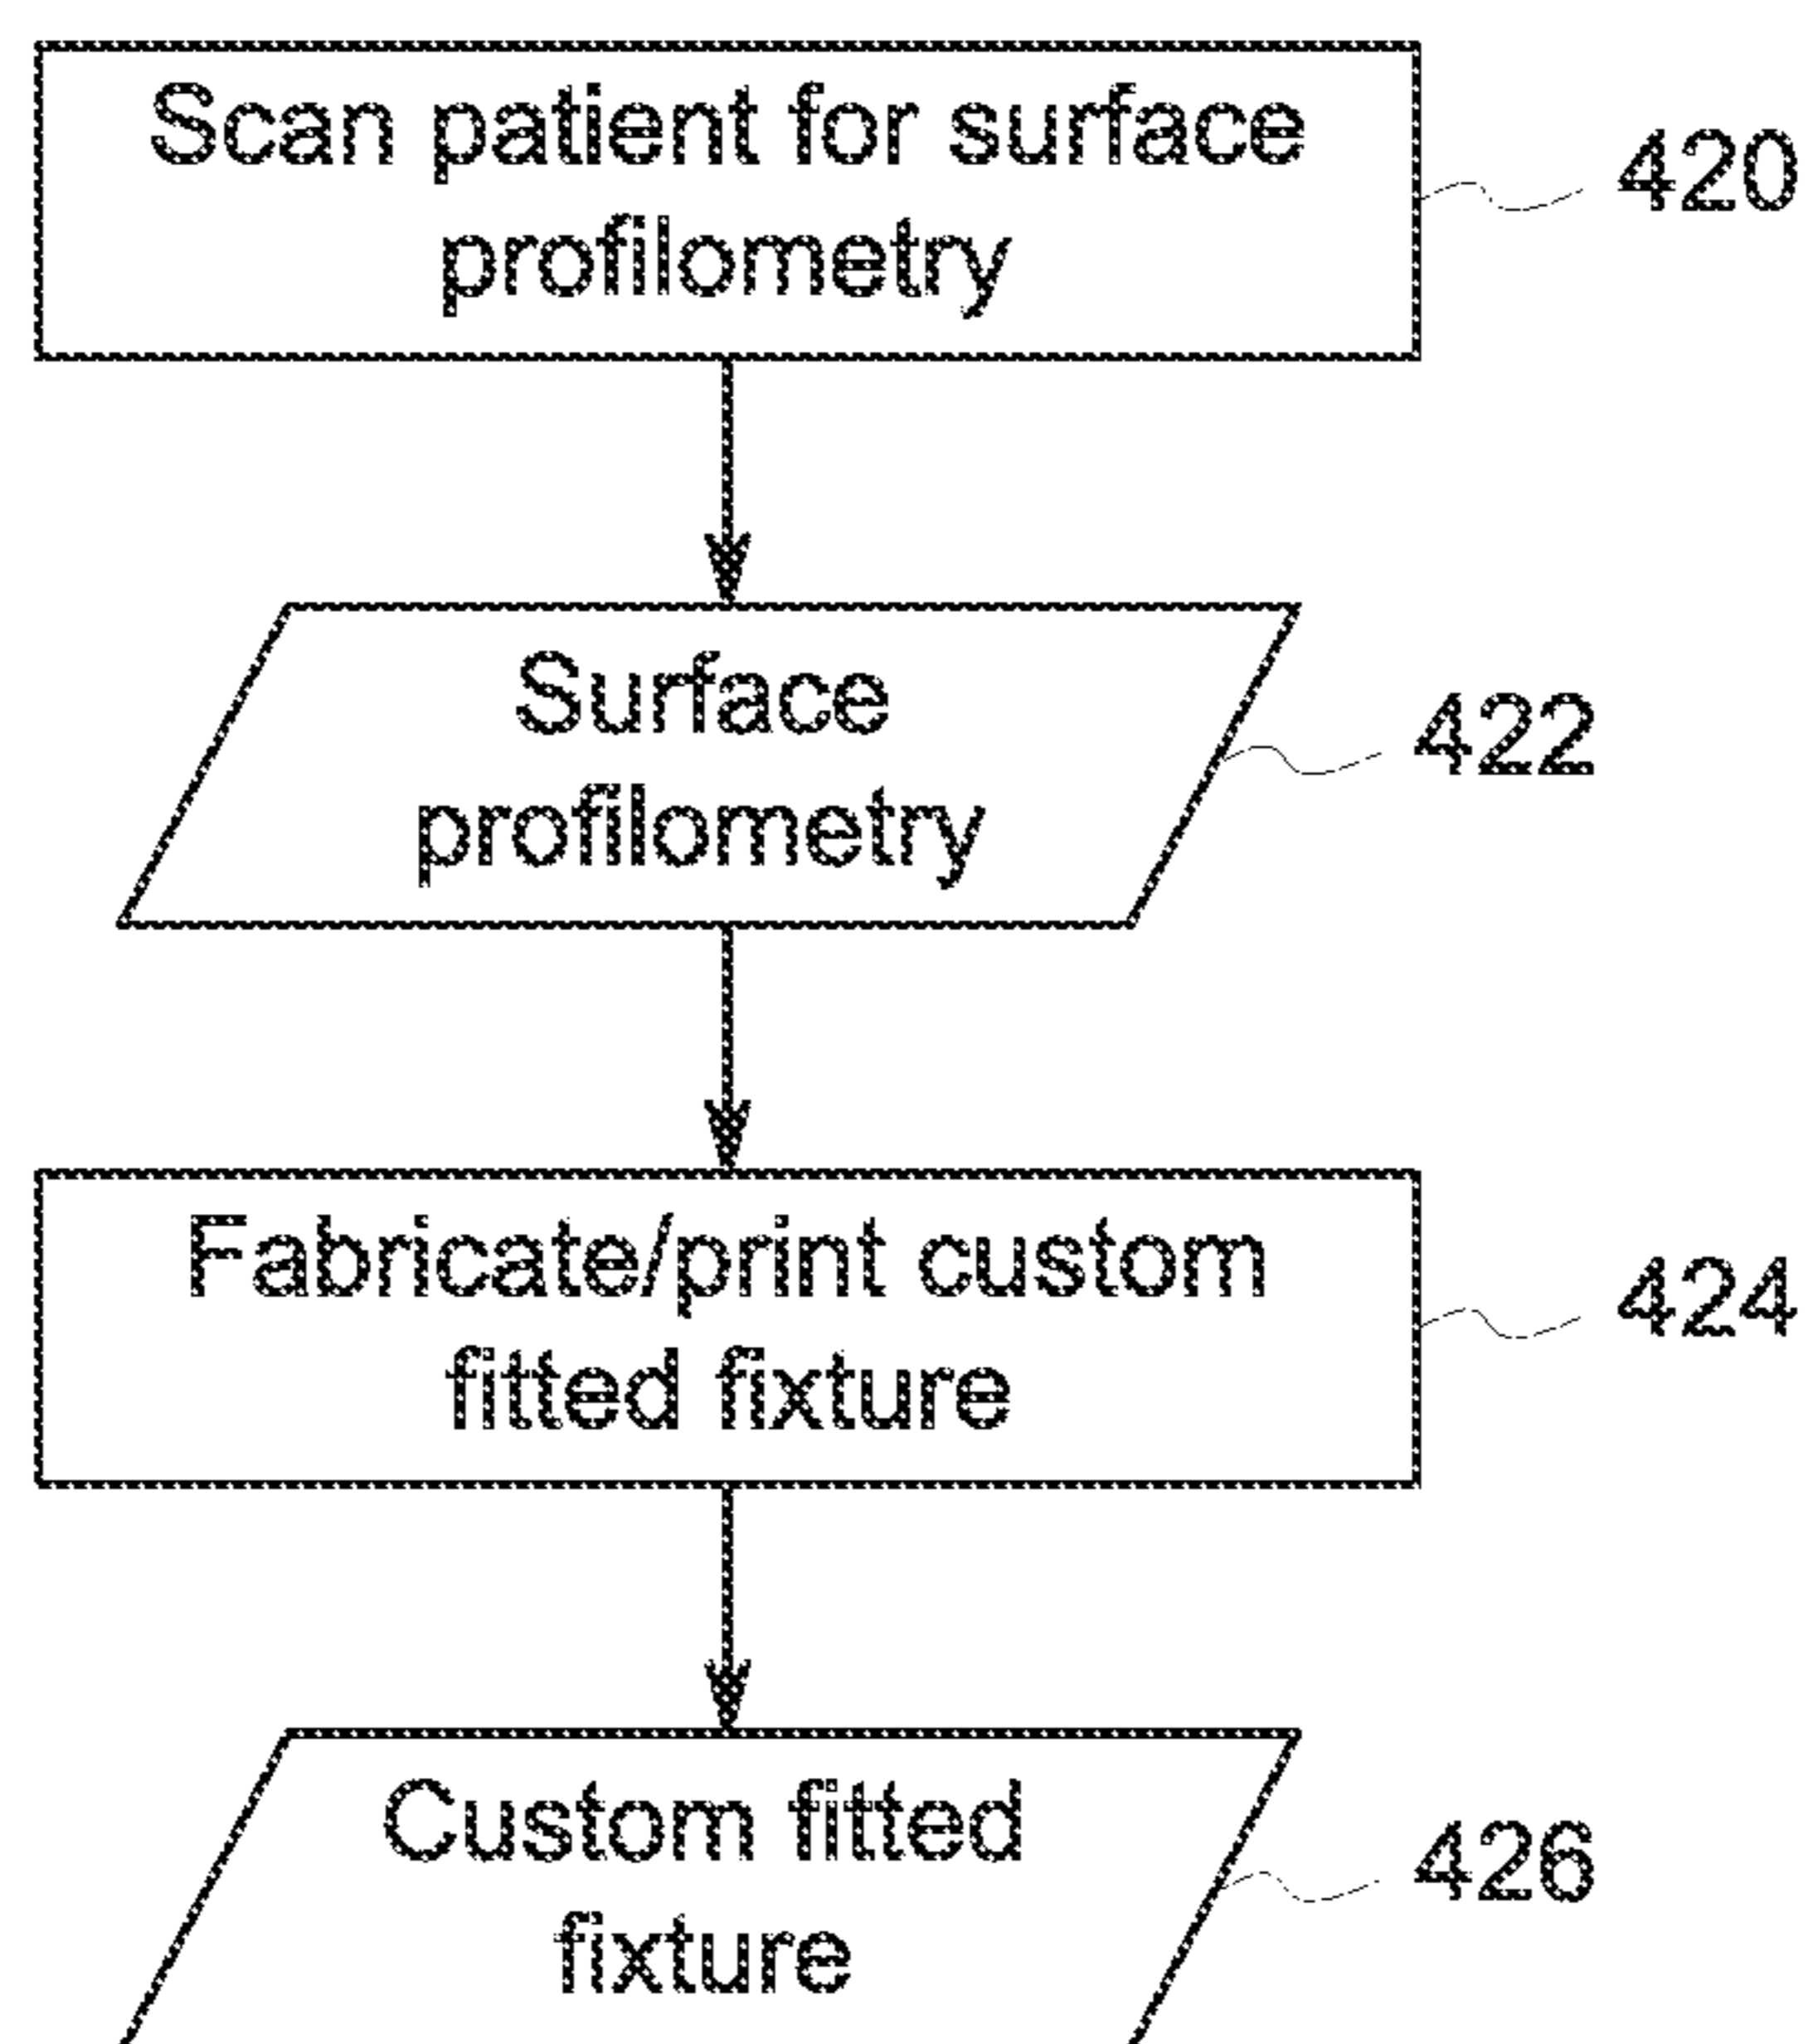 Scan patient for surface
profilometry
420
Surface
profilometry
422
Fabricate/print custom
fitted fixture
424
Custom fitted
fixture
426